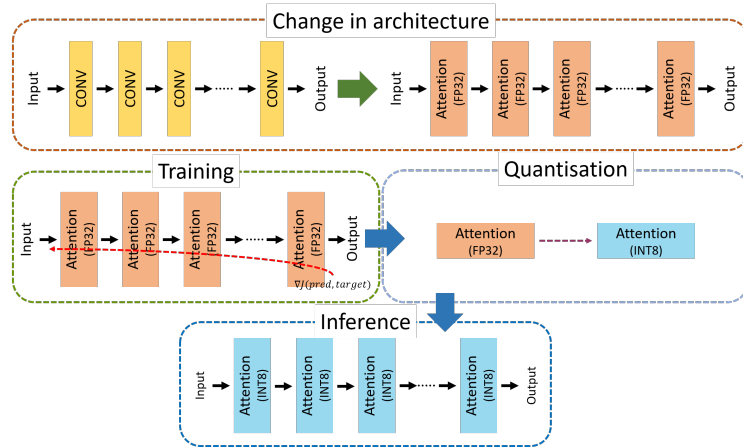 Change in architecture
Input
CONV
CONV
CONV
......
CONV
Output
Input
Attention
(FP32)
Attention
(FP32)
Attention
(FP32)
......
Attention
(FP32)
Output
Training
Input
Attention
(FP32)
Attention
(FP32)
Attention
(FP32)
......
Attention
(FP32)
Output
∇J(pred, target)
Quantisation
Attention
(FP32)
Attention
(INT8)
Inference
Input
Attention
(INT8)
Attention
(INT8)
Attention
(INT8)
......
Attention
(INT8)
Output